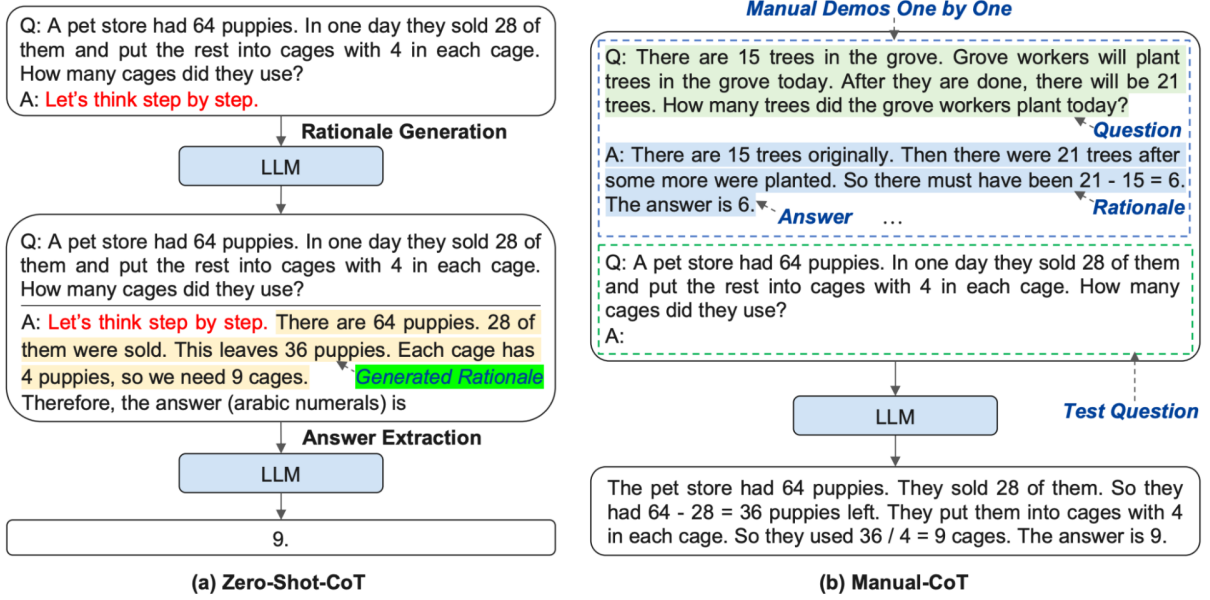 Q: A pet store had 64 puppies. In one day they sold 28 of
them and put the rest into cages with 4 in each cage.
How many cages did they use?
A: Let's think step by step.
Rationale Generation
LLM
Q: A pet store had 64 puppies. In one day they sold 28 of
them and put the rest into cages with 4 in each cage.
How many cages did they use?
A: Let's think step by step. There are 64 puppies. 28 of
them were sold. This leaves 36 puppies. Each cage has
4 puppies, so we need 9 cages.
Generated Rationale
Therefore, the answer (arabic numerals) is
Answer Extraction
LLM
9.
(a) Zero-Shot-CoT
Manual Demos One by One
Q: There are 15 trees in the grove. Grove workers will plant
trees in the grove today. After they are done, there will be 21
trees. How many trees did the grove workers plant today?
Question
A: There are 15 trees originally. Then there were 21 trees after
some more were planted. So there must have been 21 - 15 = 6.
The answer is 6.
Answer
...
Rationale
Q: A pet store had 64 puppies. In one day they sold 28 of them
and put the rest into cages with 4 in each cage. How many
cages did they use?
A:
LLM
Test Question
The pet store had 64 puppies. They sold 28 of them. So they
had 64 - 28 = 36 puppies left. They put them into cages with 4
in each cage. So they used 36 / 4 = 9 cages. The answer is 9.
(b) Manual-CoT